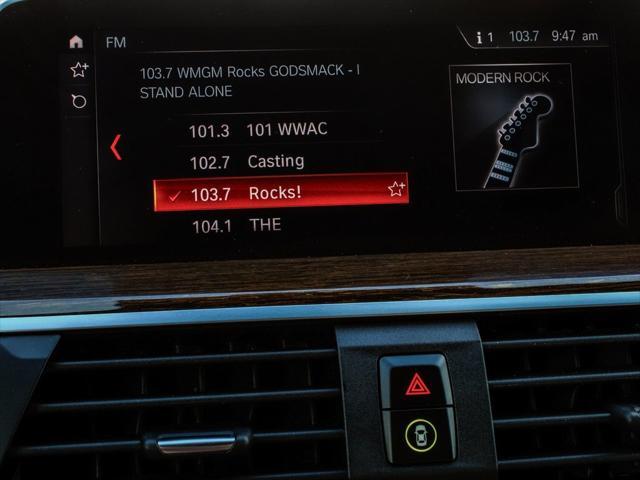 FM
i 1 103.7 9:47 am
103.7 WMGM Rocks GODSMACK - I
STAND ALONE
MODERN ROCK
101.3 101 WWAC
102.7 Casting
103.7 Rocks!
104.1 THE